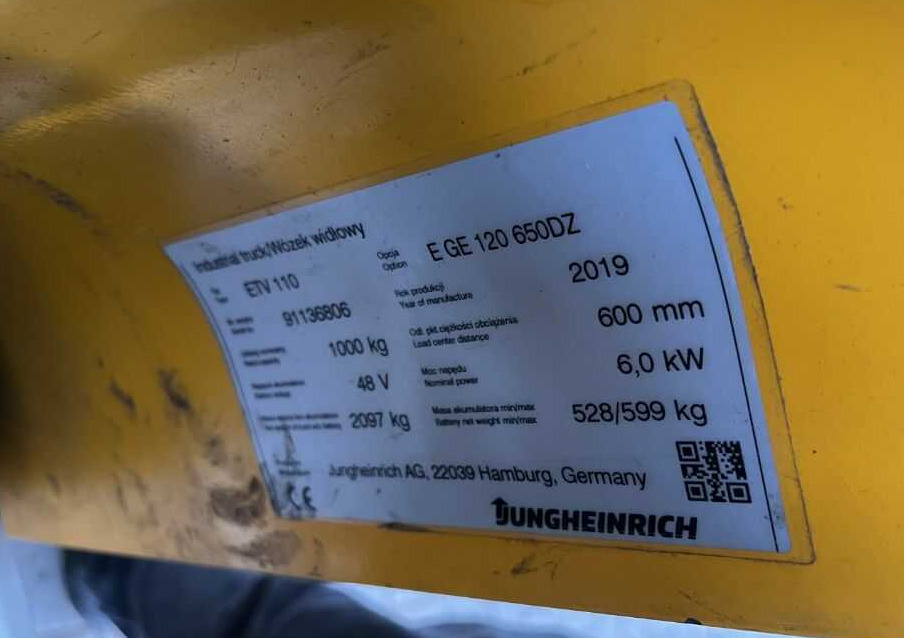 Industrial truck/Wózek widłowy
Typ ETV 110 Opcja E GE 120 650DZ
Type Option
91136806 Rok produkcji 2019
Year of manufacture
1000 kg Odl. pkt ciężkości obciążenia 600 mm
Load center distance
48 V Moc napędu 6,0 kW
Nominal power
2097 kg Masa akumulatora min/max 528/599 kg
Battery net weight min/max
Jungheinrich AG, 22039 Hamburg, Germany
CE JUNGHEINRICH